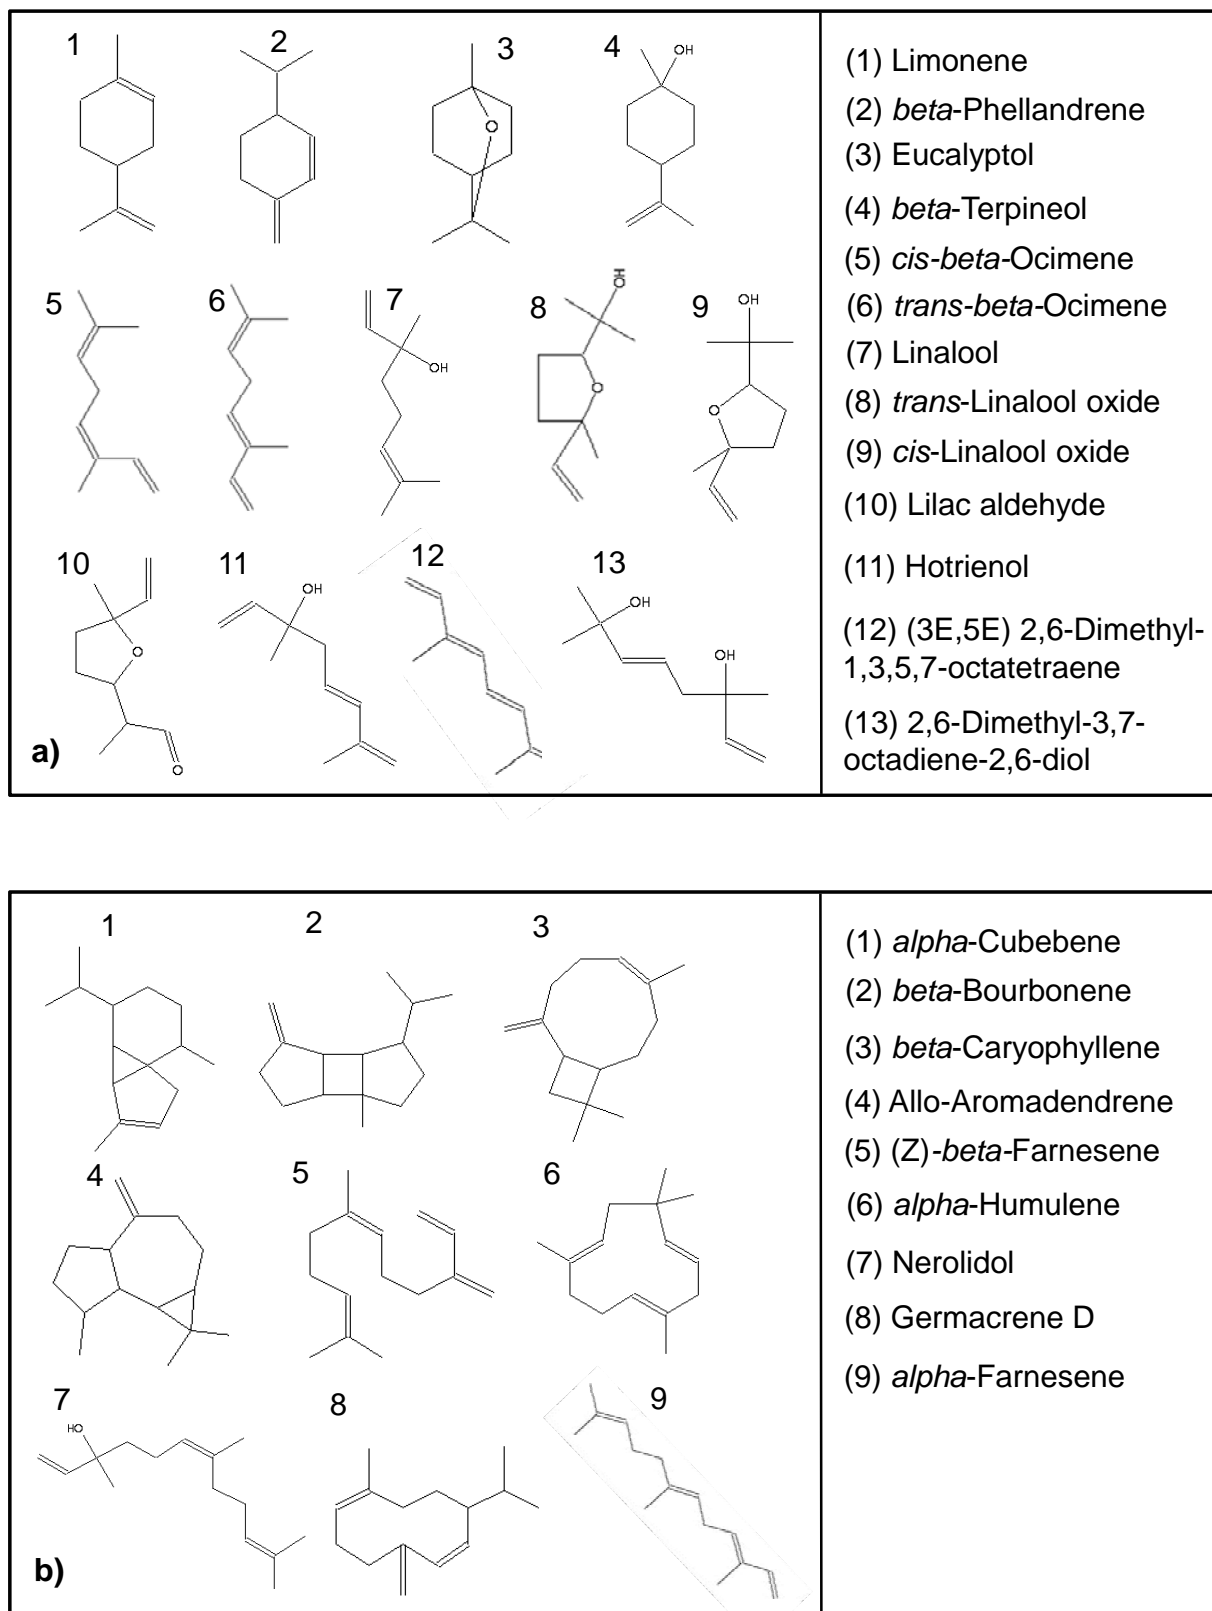 1
2
3
4
OH
O
5
6
7
8
9
OH
OH
OH
O
O
10
11
12
13
OH
OH
OH
O
O
a)
(1) Limonene
(2) beta-Phellandrene
(3) Eucalyptol
(4) beta-Terpineol
(5) cis-beta-Ocimene
(6) trans-beta-Ocimene
(7) Linalool
(8) trans-Linalool oxide
(9) cis-Linalool oxide
(10) Lilac aldehyde
(11) Hotrienol
(12) (3E,5E) 2,6-Dimethyl-
1,3,5,7-octatetraene
(13) 2,6-Dimethyl-3,7-
octadiene-2,6-diol
1
2
3
4
5
6
7
8
9
HO
b)
(1) alpha-Cubebene
(2) beta-Bourbonene
(3) beta-Caryophyllene
(4) Allo-Aromadendrene
(5) (Z)-beta-Farnesene
(6) alpha-Humulene
(7) Nerolidol
(8) Germacrene D
(9) alpha-Farnesene